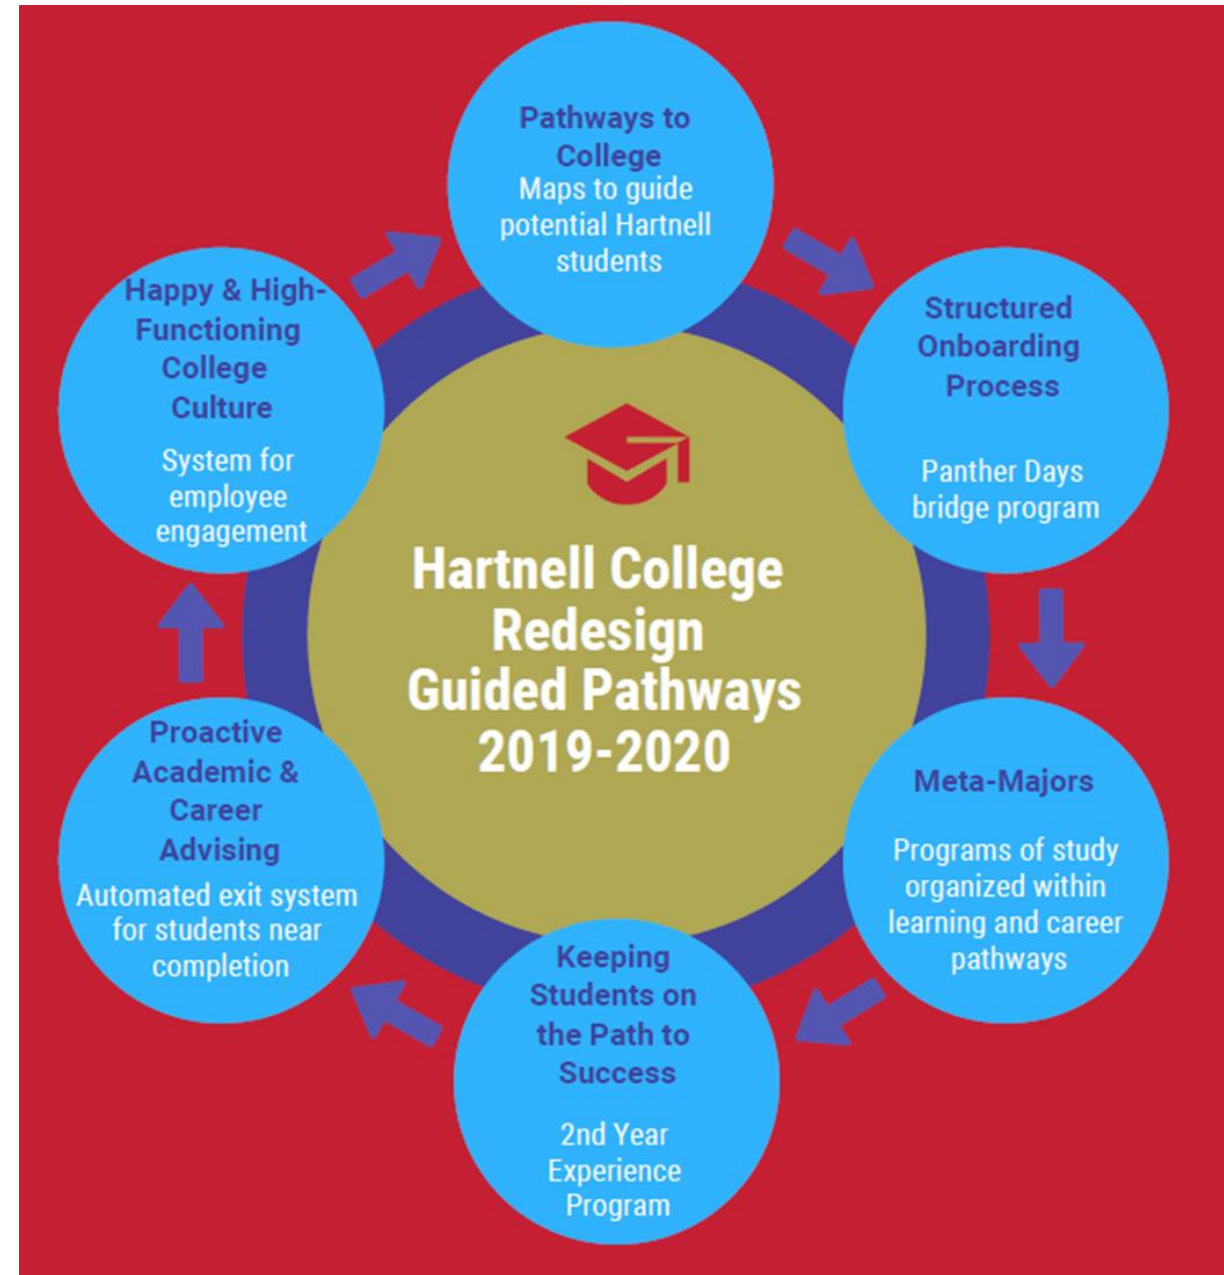 Pathways to
College
Maps to guide
potential Hartnell
students
Structured
Onboarding
Process
Panther Days
bridge program
Meta-Majors
Programs of study
organized within
learning and career
pathways
Keeping
Students on
the Path to
Success
2nd Year
Experience
Program
Proactive
Academic &
Career
Advising
Automated exit system
for students near
completion
Happy & High-
Functioning
College
Culture
System for
employee
engagement
Hartnell College
Redesign
Guided Pathways
2019-2020